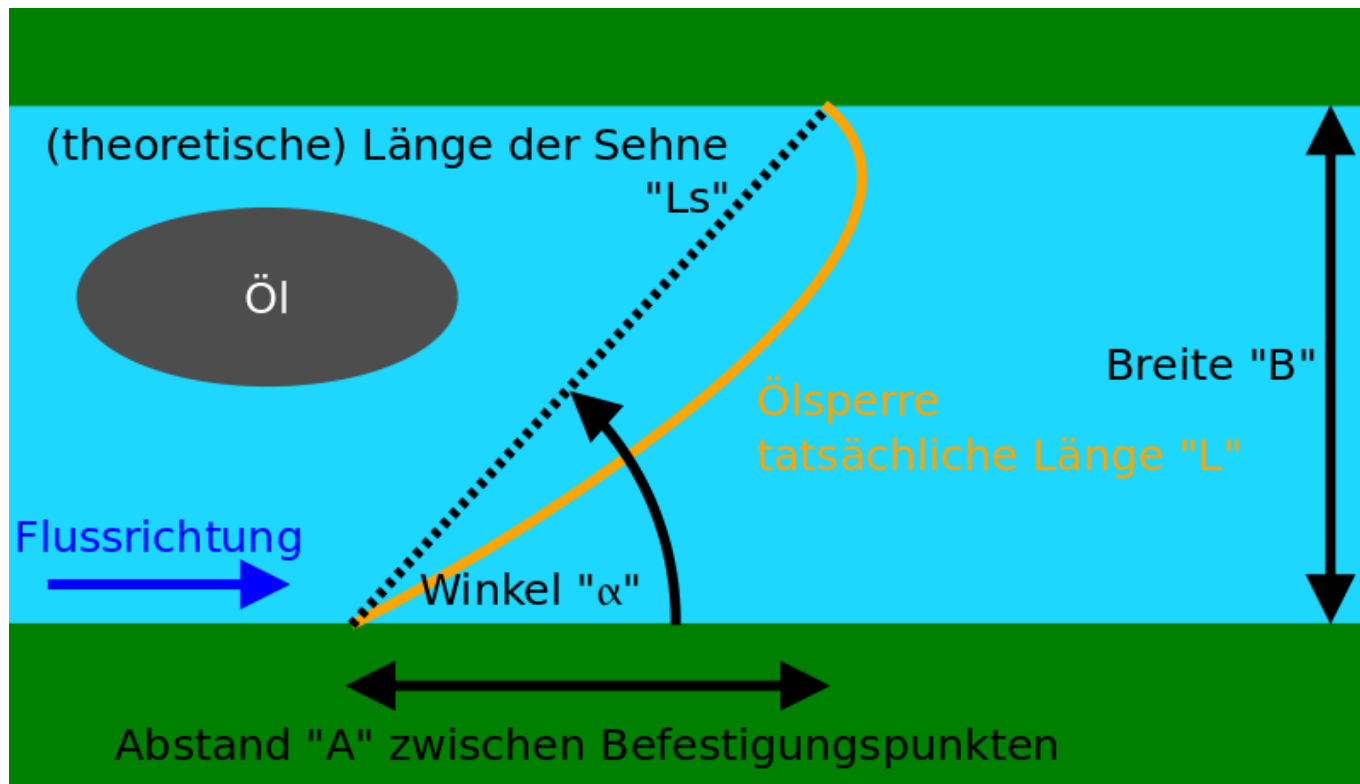 (theoretische) Länge der Sehne
"Ls"
Öl
Breite "B"
Ölsperre
tatsächliche Länge "L"
Flussrichtung
Winkel "α"
Abstand "A" zwischen Befestigungspunkten